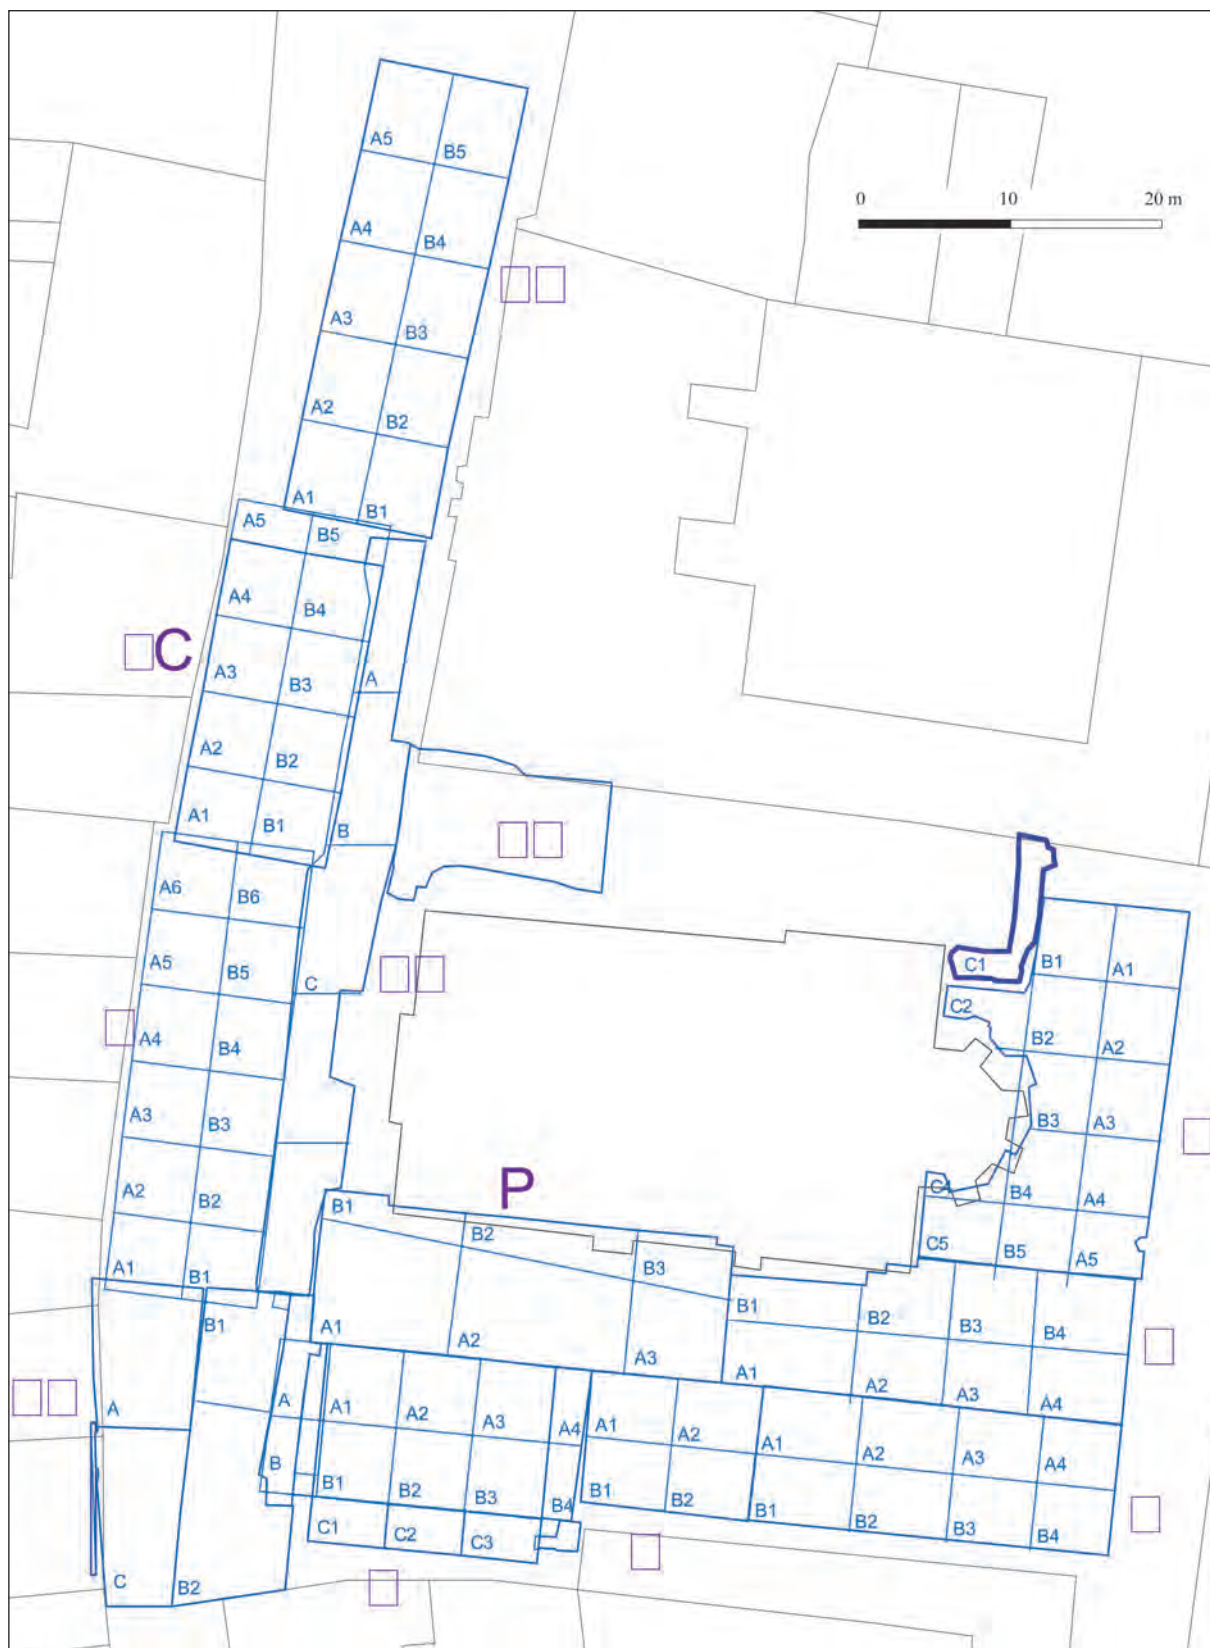 A5 B5
0 10 20 m
A4 B4
A3 B3
A2 B2
A1 B1
A5 B5
A4 B4
C
A3 B3 A
A2 B2
A1 B1 B
A6 B6
A5 B5 C
C1 B1 A1
C2
A4 B4
B2 A2
A3 B3
B3 A3
A2 B2
P
C4 B4 A4
B1
B2
A1 B1
C5 B5 A5
B3
B1
B1 B2 B3 B4
A1 A2 A3
A1 A2 A3 A4
A A A1 A2 A3 A4 A1 A2 A1 A2 A3 A4
B B1 B2 B3 B4 B1 B2 B1 B2 B3 B4
C1 C2 C3
C B2